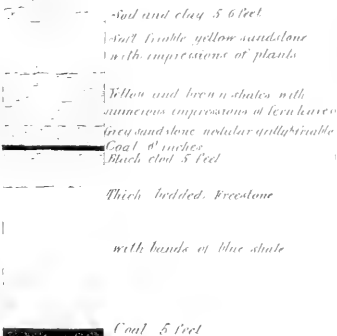 Soil and clay 5 6 feet
Soft friable yellow sandstone
with impressions of plants
Yellow and brown shales with
numerous impressions of fern leaves
Grey sandstone nodular friable
Coal 6 inches
Black clod 5 feet
Thick bedded Freestone
with bands of blue shale
Coal 5 feet